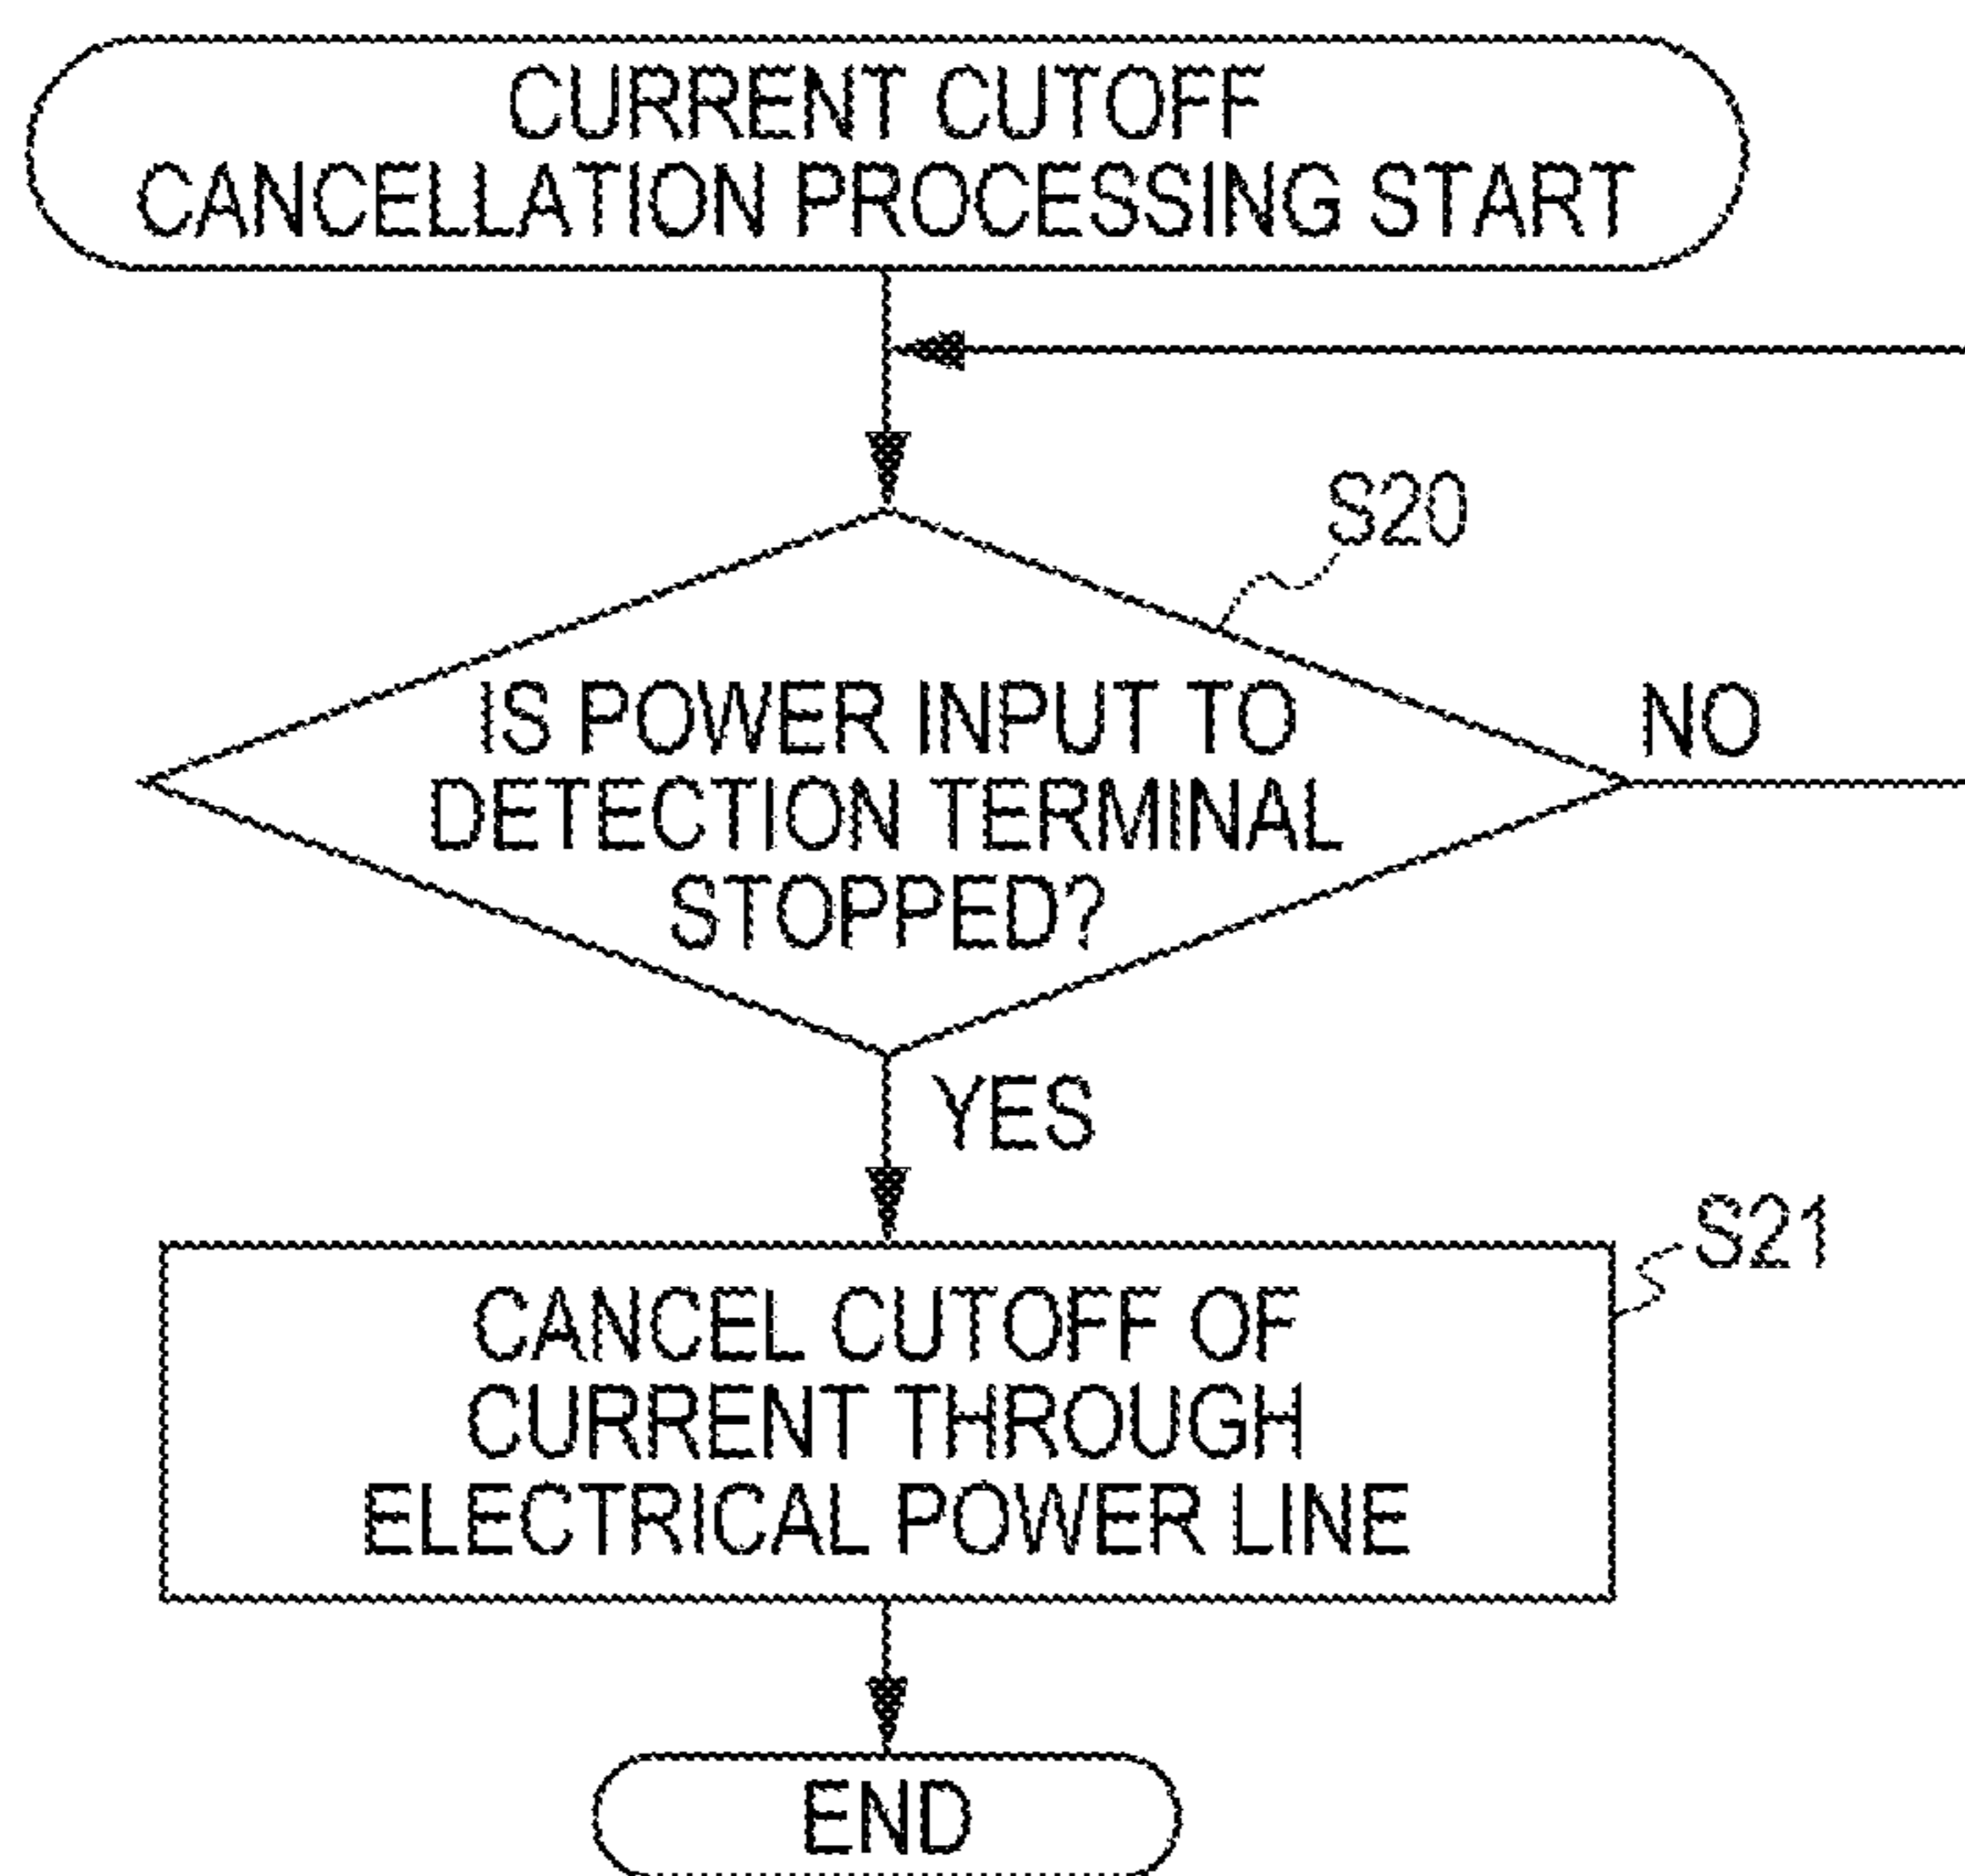 CURRENT CUTOFF
CANCELLATION PROCESSING START
S20
IS POWER INPUT TO
DETECTION TERMINAL
STOPPED?
NO
YES
S21
CANCEL CUTOFF OF
CURRENT THROUGH
ELECTRICAL POWER LINE
END